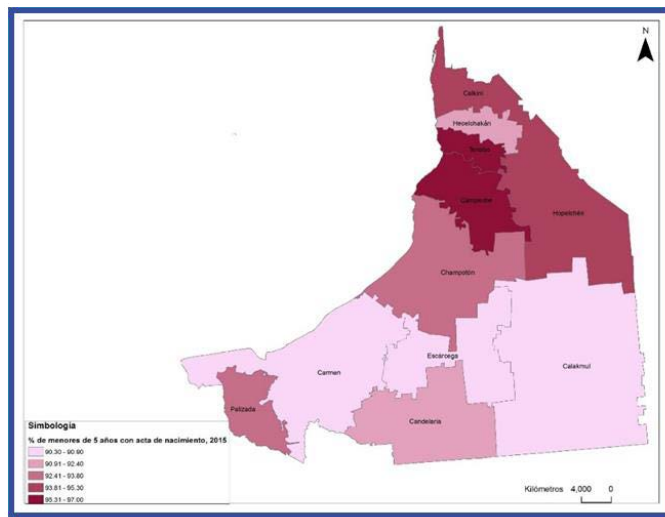 N
Calkiní
Hecelchakán
Tenabo
Campeche
Hopelchén
Champotón
Escárcega
Calakmul
Carmen
Palizada
Candelaria
Simbología
% de menores de 5 años con acta de nacimiento, 2015
90.30 - 90.90
90.91 - 92.40
92.41 - 93.80
93.81 - 95.30
95.31 - 97.00
Kilómetros 4,000 0